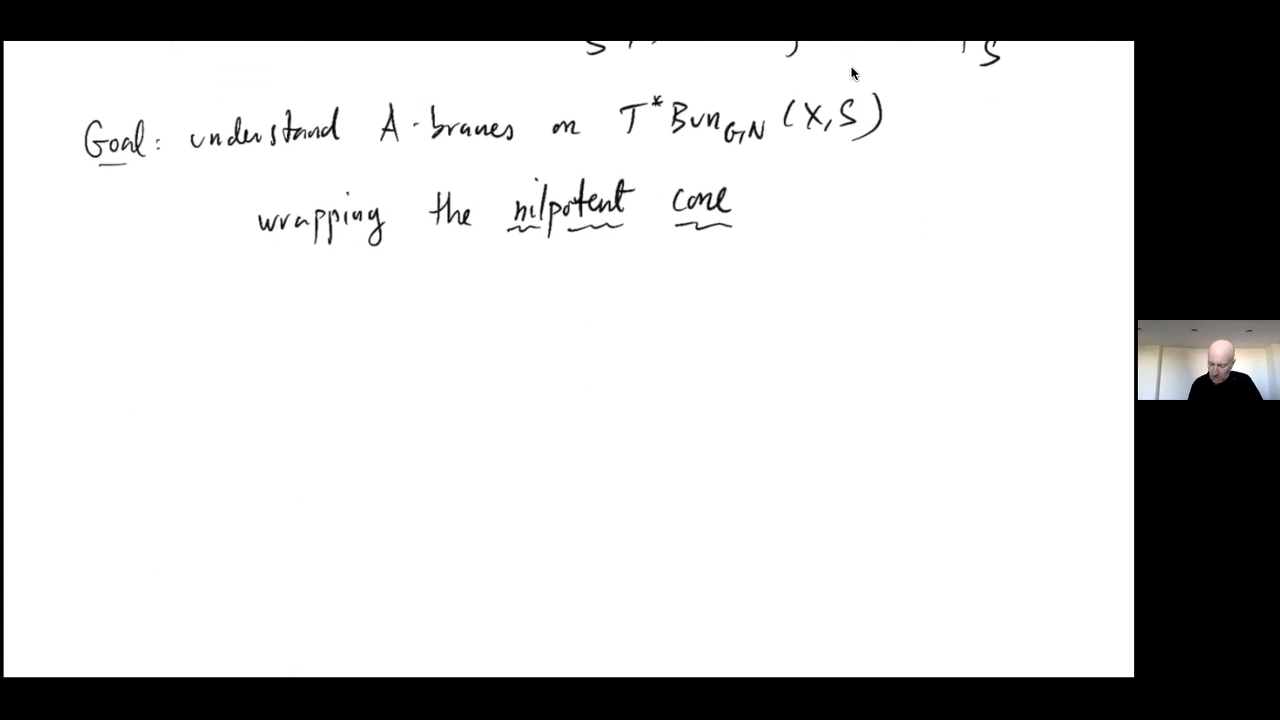 Goal: understand A-branes on T*Bun_{G,N} (X,S)
wrapping the nilpotent cone